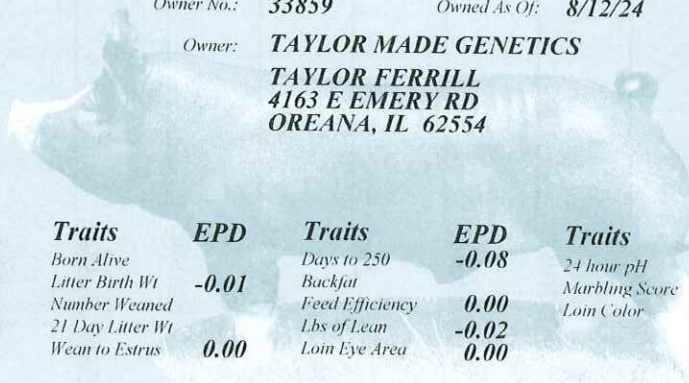 Owner No.: 33859 Owned As Of: 8/12/24
Owner: TAYLOR MADE GENETICS
TAYLOR FERRILL
4163 E EMERY RD
OREANA, IL 62554
Traits EPD Traits EPD Traits
Born Alive Days to 250 -0.08 24 hour pH
Litter Birth Wt -0.01 Backfat Marbling Score
Number Weaned Feed Efficiency 0.00 Loin Color
21 Day Litter Wt Lbs of Lean -0.02
Wean to Estrus 0.00 Loin Eye Area 0.00